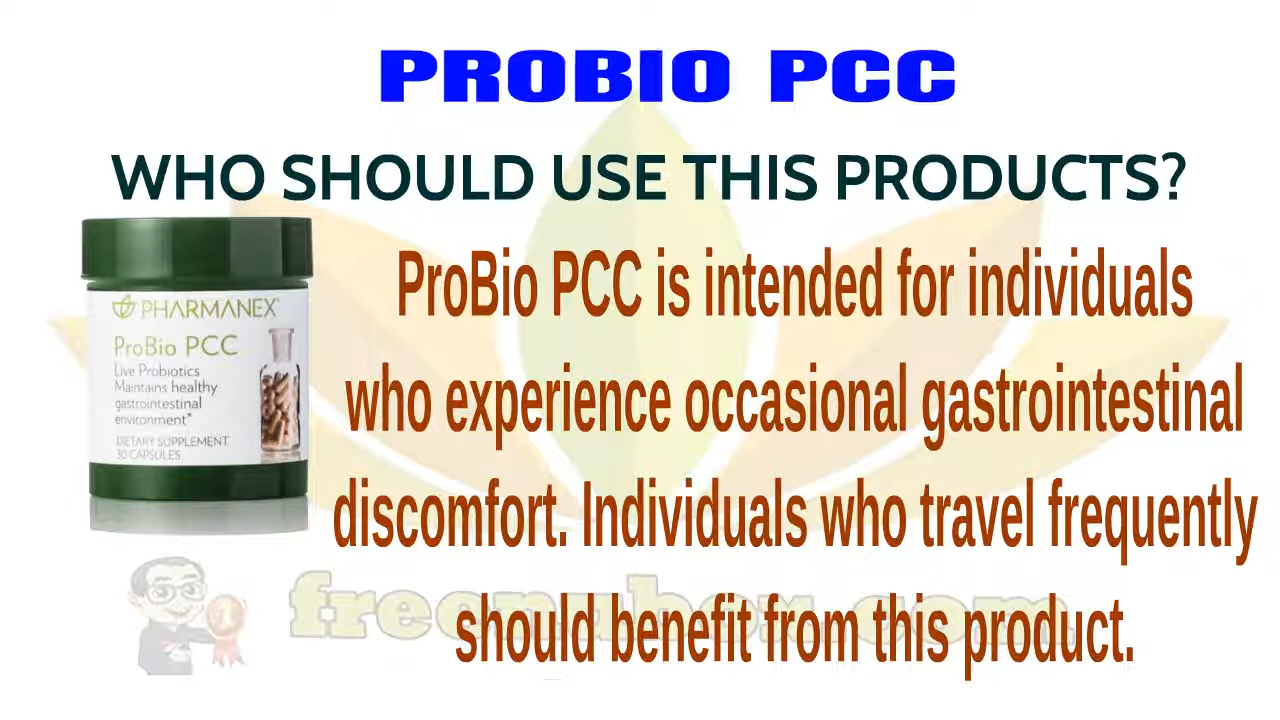 PROBIO PCC
WHO SHOULD USE THIS PRODUCTS?
PHARMANEX
ProBio PCC
Live Probiotics
Maintains healthy
gastrointestinal
environment*
DIETARY SUPPLEMENT
30 CAPSULES
ProBio PCC is intended for individuals
who experience occasional gastrointestinal
discomfort. Individuals who travel frequently
should benefit from this product.
freenubox.com